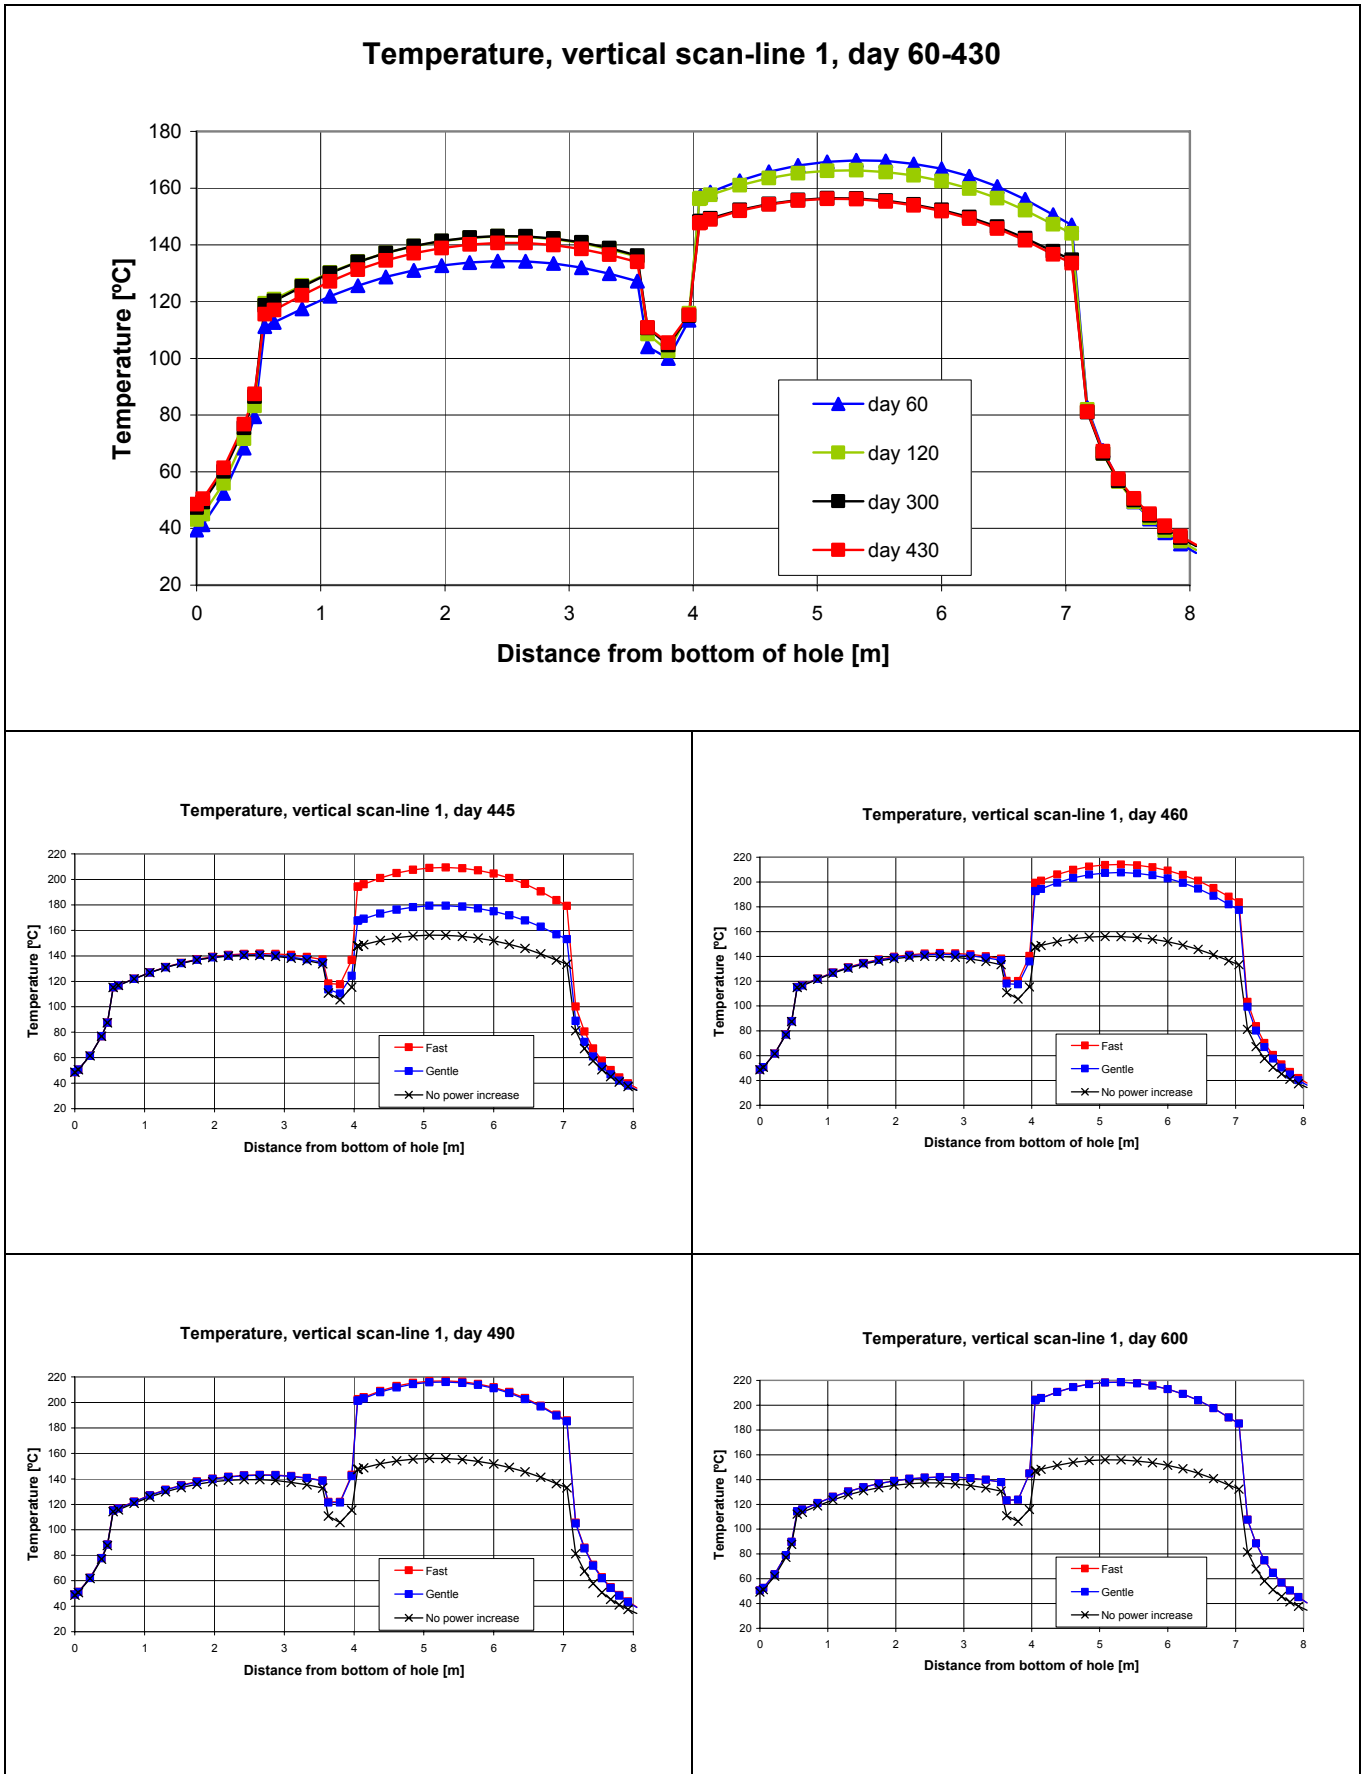 Temperature, vertical scan-line 1, day 60-430
180
160
140
120
100
80
60
40
20
Temperature [ºC]
day 60
day 120
day 300
day 430
0 1 2 3 4 5 6 7 8
Distance from bottom of hole [m]
Temperature, vertical scan-line 1, day 445
220
200
180
160
140
120
100
80
60
40
20
Temperature [ºC]
Fast
Gentle
No power increase
0 1 2 3 4 5 6 7 8
Distance from bottom of hole [m]
Temperature, vertical scan-line 1, day 460
220
200
180
160
140
120
100
80
60
40
20
Temperature [ºC]
Fast
Gentle
No power increase
0 1 2 3 4 5 6 7 8
Distance from bottom of hole [m]
Temperature, vertical scan-line 1, day 490
220
200
180
160
140
120
100
80
60
40
20
Temperature [ºC]
Fast
Gentle
No power increase
0 1 2 3 4 5 6 7 8
Distance from bottom of hole [m]
Temperature, vertical scan-line 1, day 600
220
200
180
160
140
120
100
80
60
40
20
Temperature [ºC]
Fast
Gentle
No power increase
0 1 2 3 4 5 6 7 8
Distance from bottom of hole [m]